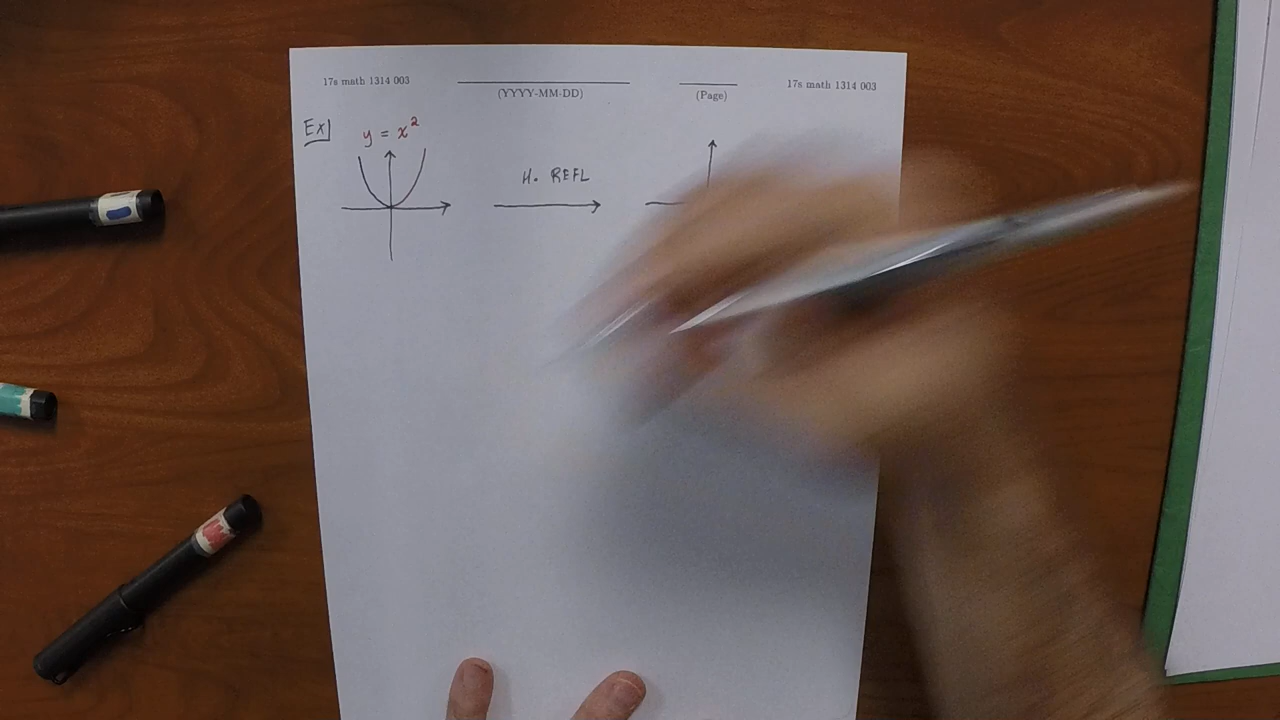 17s math 1314 003
(YYYY-MM-DD)
(Page)
17s math 1314 003
Ex
y = x²
H. REFL